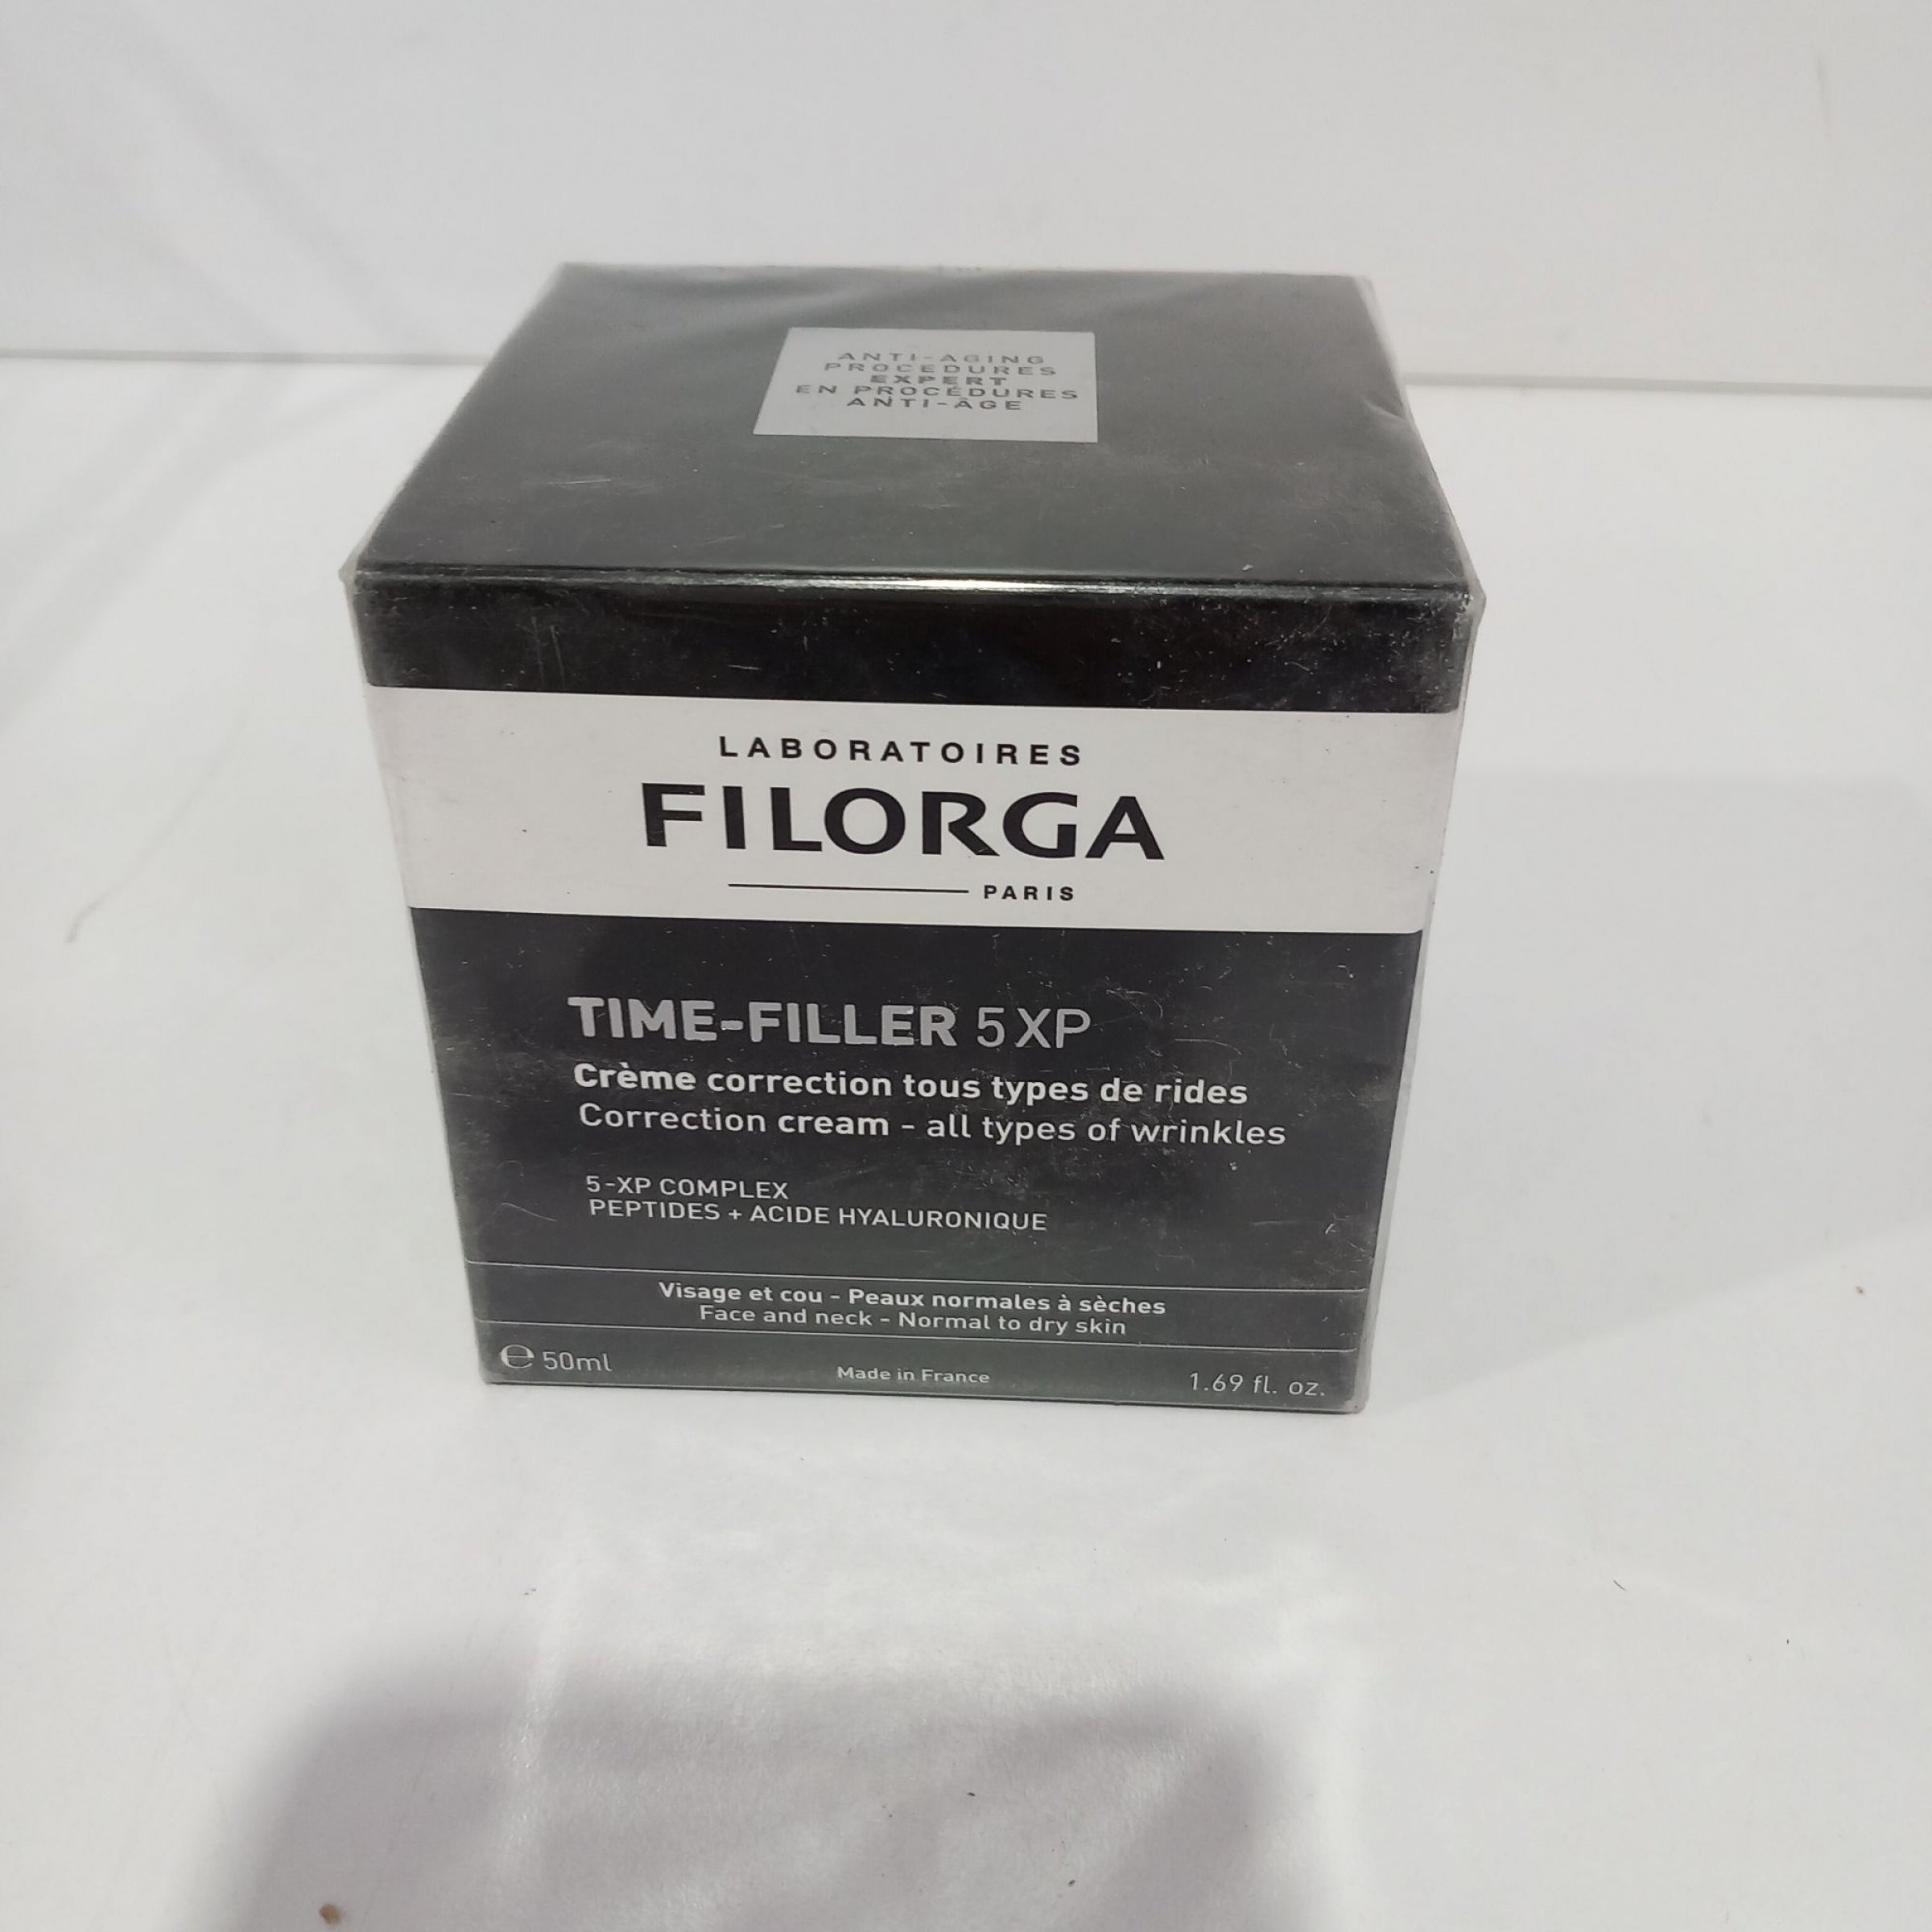 ANTI-AGING
PROCEDURES
EXPERT
EN PROCÉDURES
ANTI-ÂGE
LABORATOIRES
FILORGA
PARIS
TIME-FILLER 5 XP
Crème correction tous types de rides
Correction cream - all types of wrinkles
5-XP COMPLEX
PEPTIDES + ACIDE HYALURONIQUE
Visage et cou - Peaux normales à sèches
Face and neck - Normal to dry skin
℮ 50ml
Made in France
1.69 fl. oz.